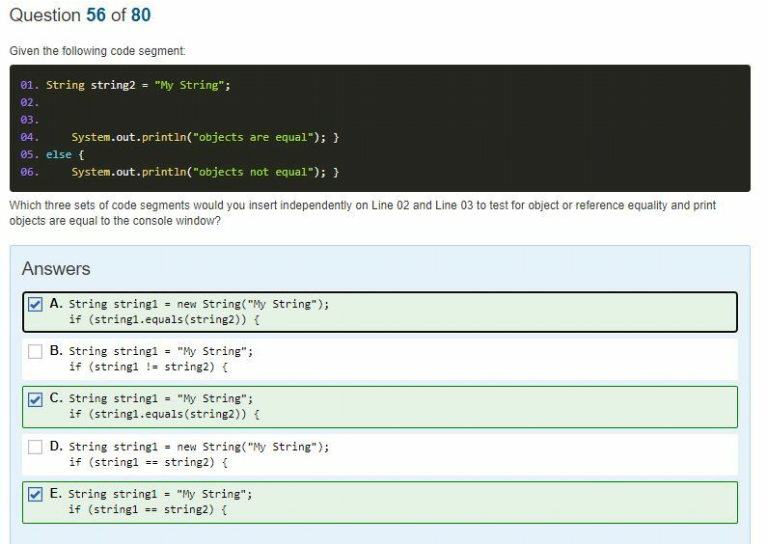 Question 56 of 80
Given the following code segment:
01. String string2 = "My String";
02.
03.
04.     System.out.println("objects are equal"); }
05. else {
06.     System.out.println("objects not equal"); }
Which three sets of code segments would you insert independently on Line 02 and Line 03 to test for object or reference equality and print
objects are equal to the console window?
Answers
A. String string1 = new String("My String");
if (string1.equals(string2)) {
B. String string1 = "My String";
if (string1 != string2) {
C. String string1 = "My String";
if (string1.equals(string2)) {
D. String string1 = new String("My String");
if (string1 == string2) {
E. String string1 = "My String";
if (string1 == string2) {